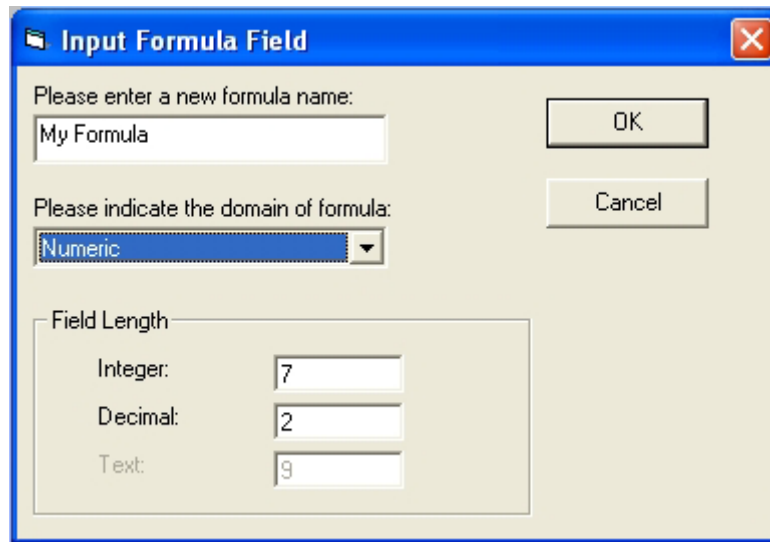 Input Formula Field
Please enter a new formula name:
My Formula
OK
Please indicate the domain of formula:
Cancel
Numeric
Field Length
Integer: 7
Decimal: 2
Text: 9